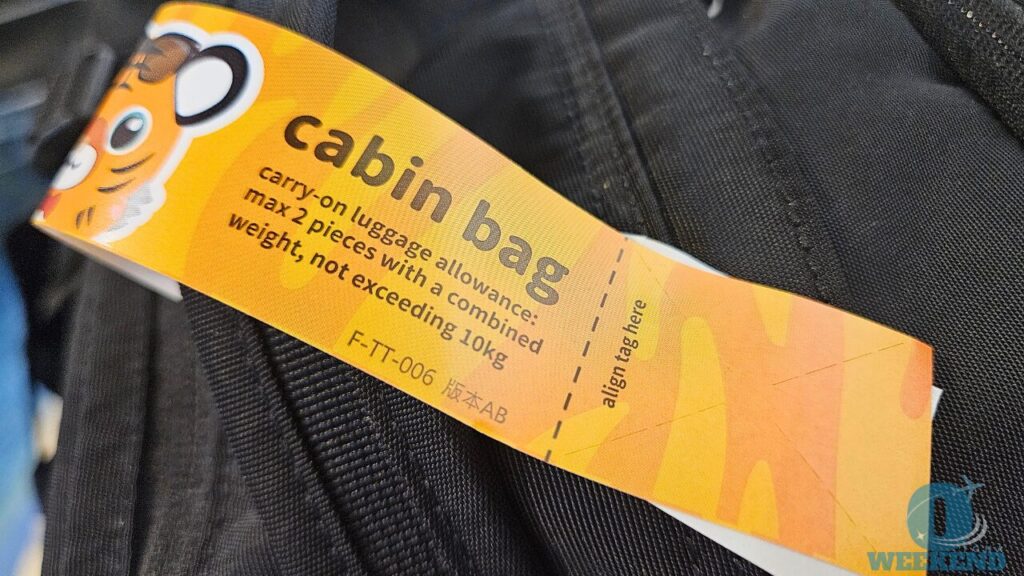 cabin bag
carry-on luggage allowance:
max 2 pieces with a combined
weight, not exceeding 10kg
F-TT-006 版本AB
align tag here
WEEKEND